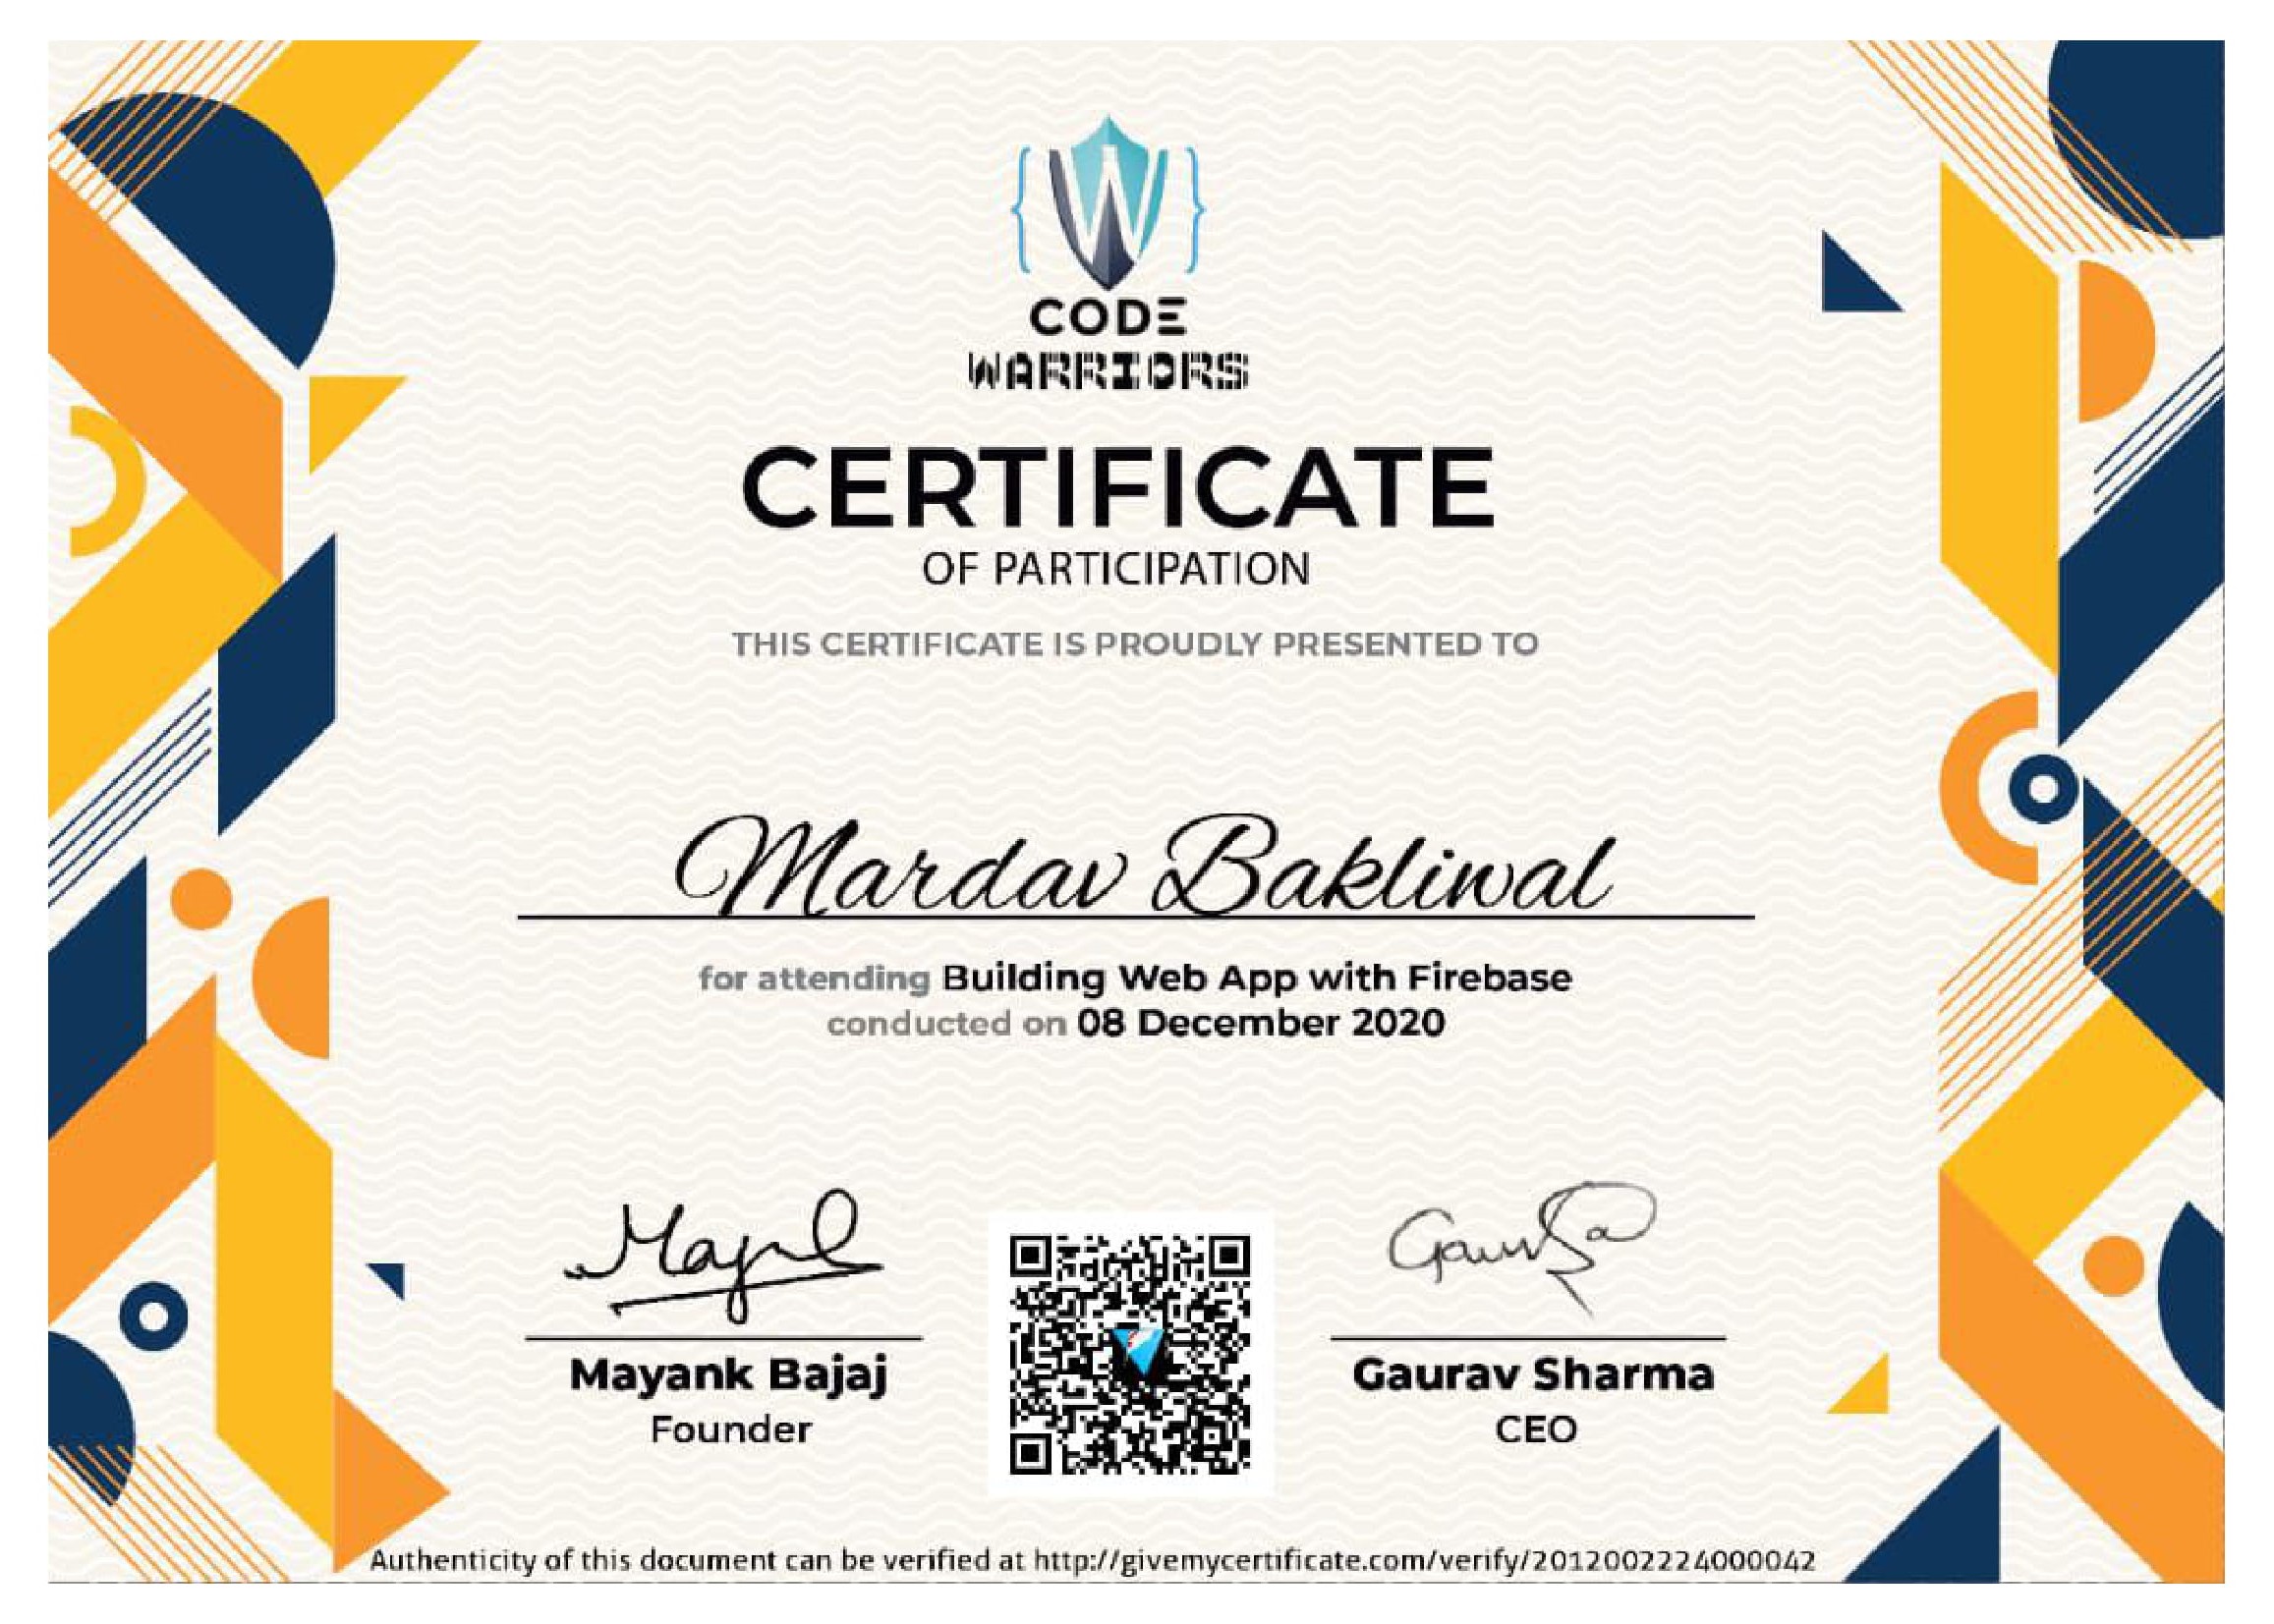 CODE
WARRIORS
CERTIFICATE
OF PARTICIPATION
THIS CERTIFICATE IS PROUDLY PRESENTED TO
Mardav Bakliwal
for attending Building Web App with Firebase
conducted on 08 December 2020
Mayank Bajaj
Founder
Gaurav Sharma
CEO
Authenticity of this document can be verified at http://givemycertificate.com/verify/2012002224000042